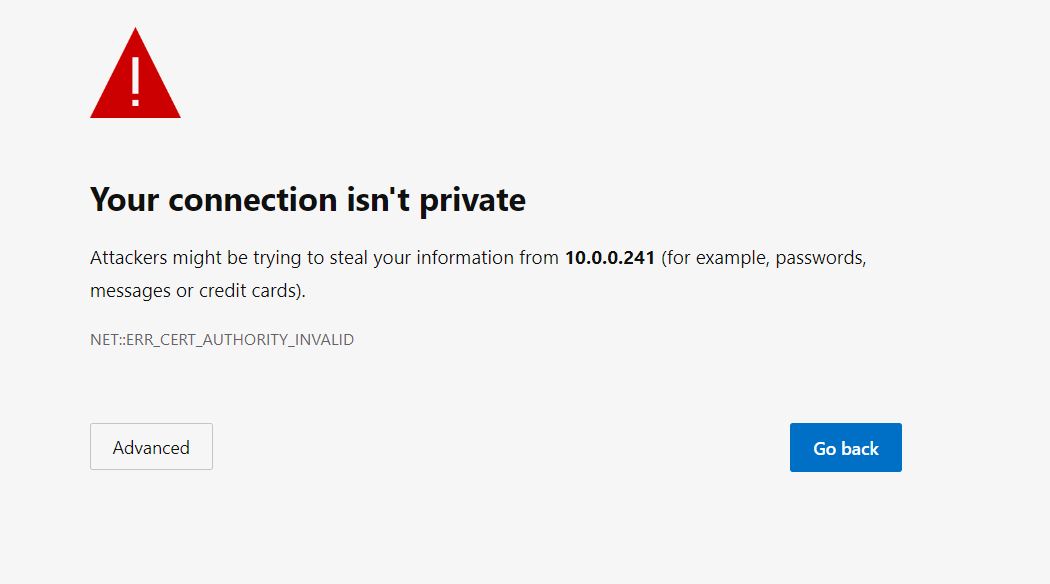 Your connection isn't private
Attackers might be trying to steal your information from 10.0.0.241 (for example, passwords,
messages or credit cards).
NET::ERR_CERT_AUTHORITY_INVALID
Advanced
Go back